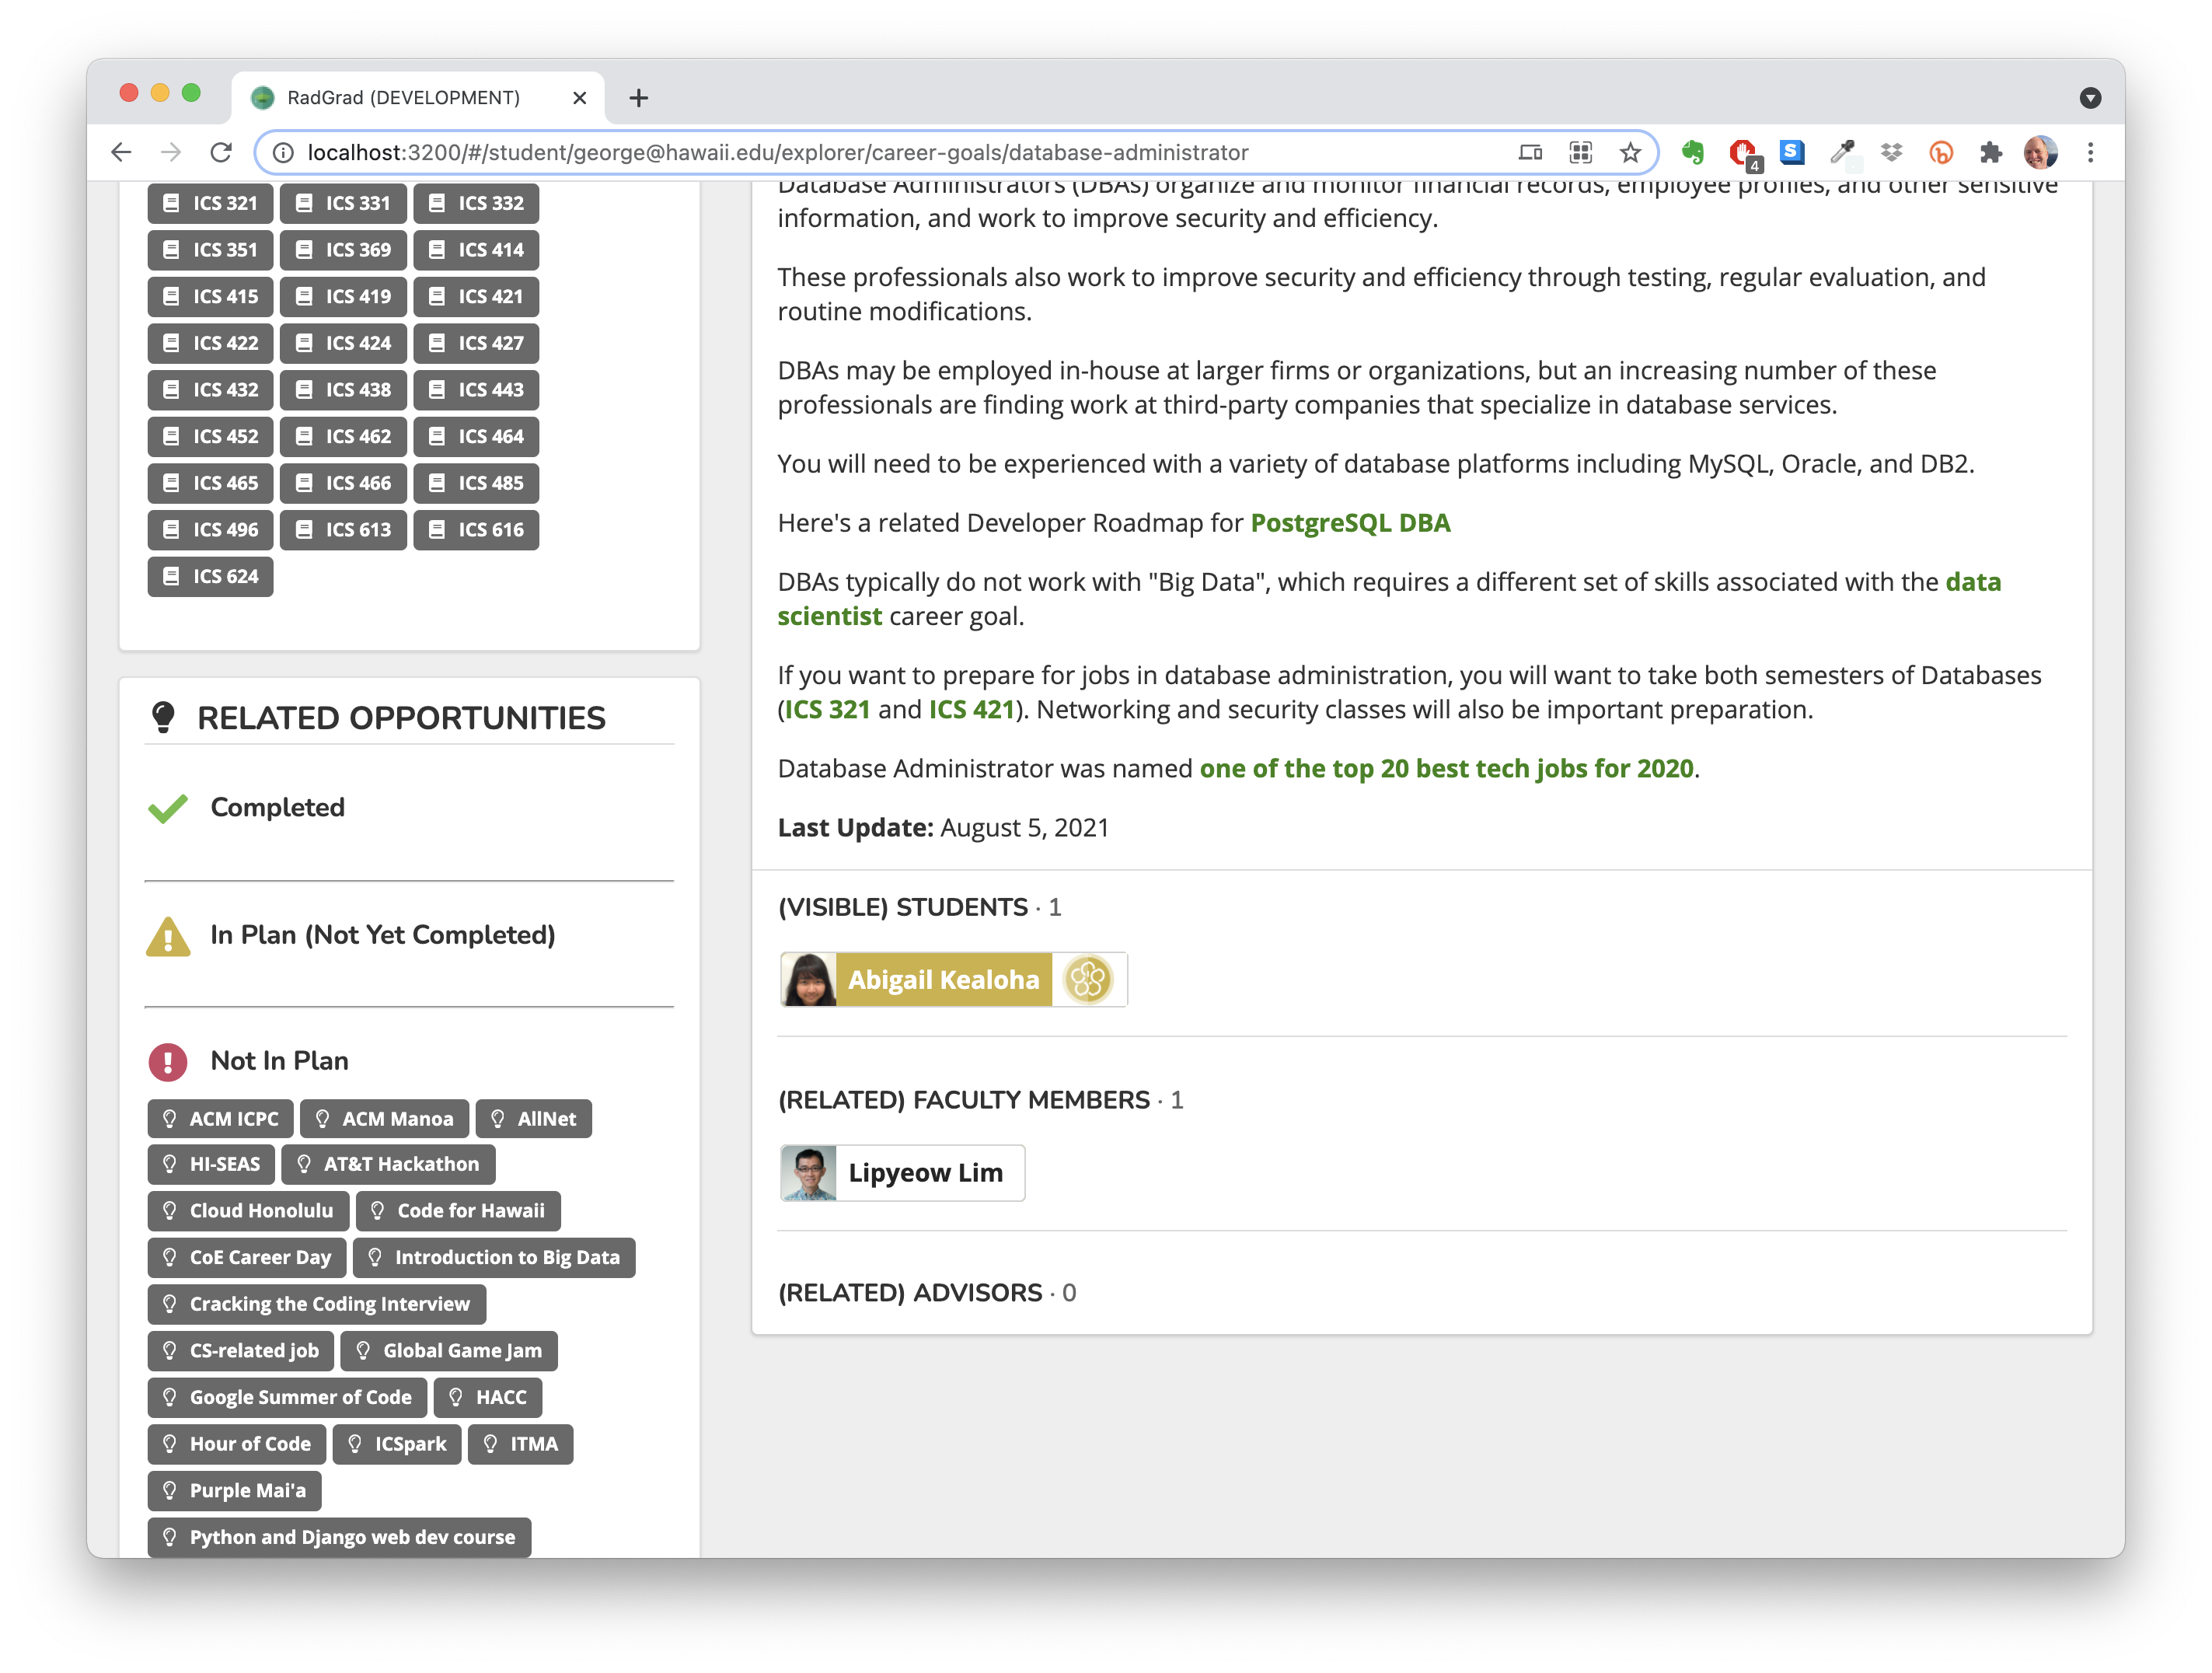 RadGrad (DEVELOPMENT)
localhost:3200/#/student/george@hawaii.edu/explorer/career-goals/database-administrator
4
S
ICS 321 ICS 331 ICS 332
ICS 351 ICS 369 ICS 414
ICS 415 ICS 419 ICS 421
ICS 422 ICS 424 ICS 427
ICS 432 ICS 438 ICS 443
ICS 452 ICS 462 ICS 464
ICS 465 ICS 466 ICS 485
ICS 496 ICS 613 ICS 616
ICS 624
RELATED OPPORTUNITIES
Completed
In Plan (Not Yet Completed)
Not In Plan
ACM ICPC ACM Manoa AllNet
HI-SEAS AT&T Hackathon
Cloud Honolulu Code for Hawaii
CoE Career Day Introduction to Big Data
Cracking the Coding Interview
CS-related job Global Game Jam
Google Summer of Code HACC
Hour of Code ICSpark ITMA
Purple Mai'a
Python and Django web dev course
Database Administrators (DBAs) organize and monitor financial records, employee profiles, and other sensitive
information, and work to improve security and efficiency.
These professionals also work to improve security and efficiency through testing, regular evaluation, and
routine modifications.
DBAs may be employed in-house at larger firms or organizations, but an increasing number of these
professionals are finding work at third-party companies that specialize in database services.
You will need to be experienced with a variety of database platforms including MySQL, Oracle, and DB2.
Here's a related Developer Roadmap for PostgreSQL DBA
DBAs typically do not work with "Big Data", which requires a different set of skills associated with the data
scientist career goal.
If you want to prepare for jobs in database administration, you will want to take both semesters of Databases
(ICS 321 and ICS 421). Networking and security classes will also be important preparation.
Database Administrator was named one of the top 20 best tech jobs for 2020.
Last Update: August 5, 2021
(VISIBLE) STUDENTS · 1
Abigail Kealoha
(RELATED) FACULTY MEMBERS · 1
Lipyeow Lim
(RELATED) ADVISORS · 0